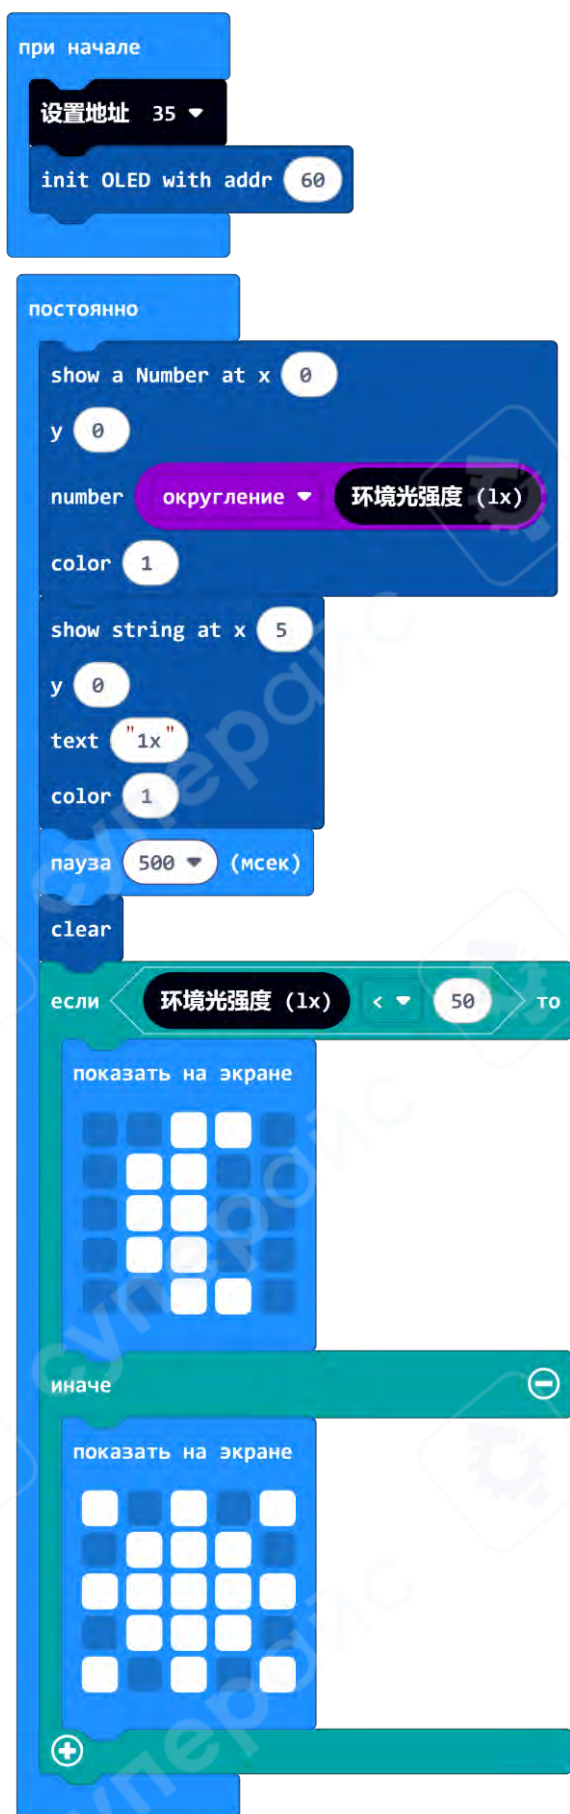 при начале
设置地址 35
init OLED with addr 60
постоянно
show a Number at x 0
y 0
number округление 环境光强度 (lx)
color 1
show string at x 5
y 0
text "lx"
color 1
пауза 500 (мсек)
clear
если 环境光强度 (lx) < 50 то
показать на экране
иначе
показать на экране
суперайс
суперайс
суперайс